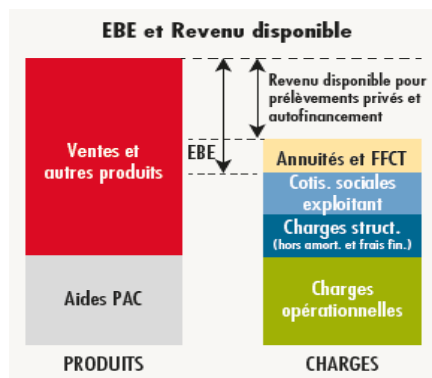 EBE et Revenu disponible
Revenu disponible pour
prélèvements privés et
autofinancement
Ventes et
autres produits
EBE
Annuités et FFCT
Cotis. sociales
exploitant
Charges struct.
(hors amort. et frais fin.)
Aides PAC
Charges
opérationnelles
PRODUITS
CHARGES